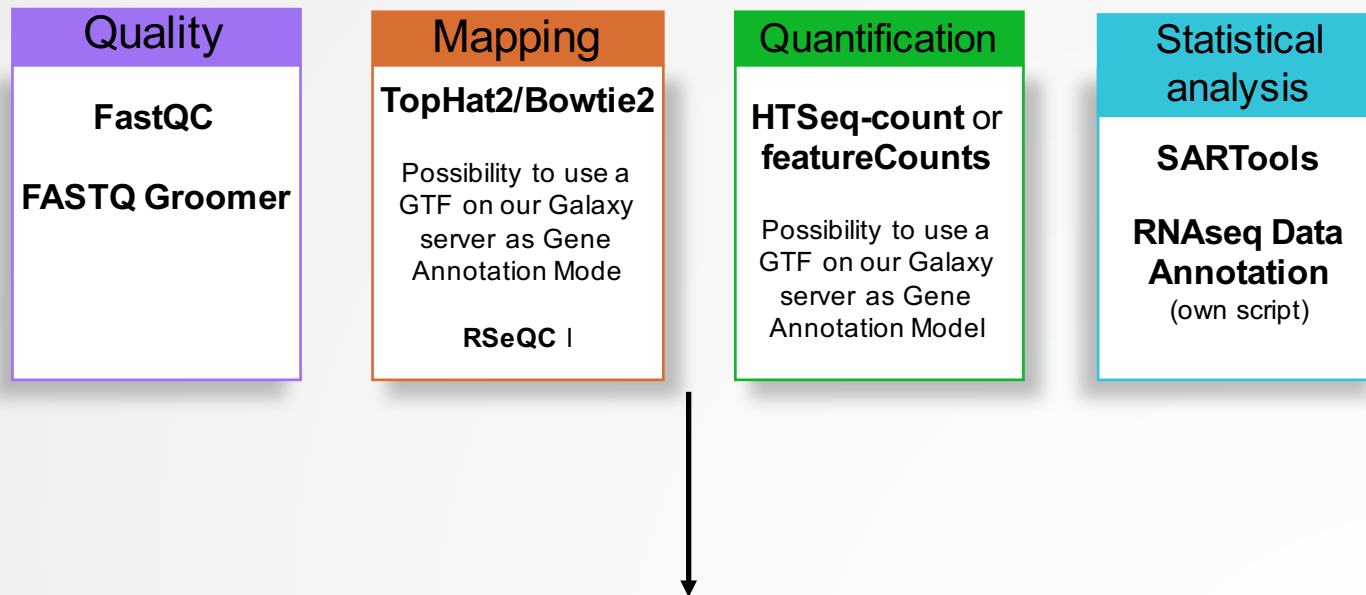 Quality
FastQC
FASTQ Groomer
Mapping
TopHat2/Bowtie2
Possibility to use a
GTF on our Galaxy
server as Gene
Annotation Mode
RSeQC l
Quantification
HTSeq-count or
featureCounts
Possibility to use a
GTF on our Galaxy
server as Gene
Annotation Model
Statistical
analysis
SARTools
RNAseq Data
Annotation
(own script)